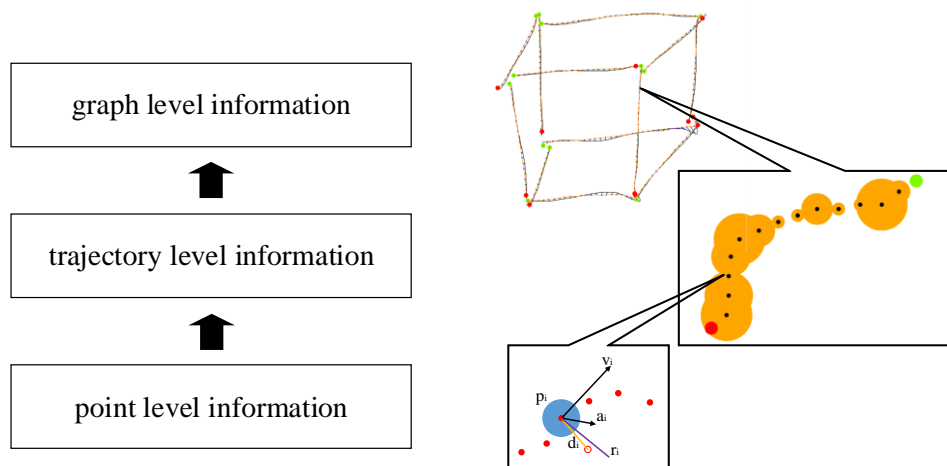 graph level information
trajectory level information
point level information
vi
pi
ai
di
ri